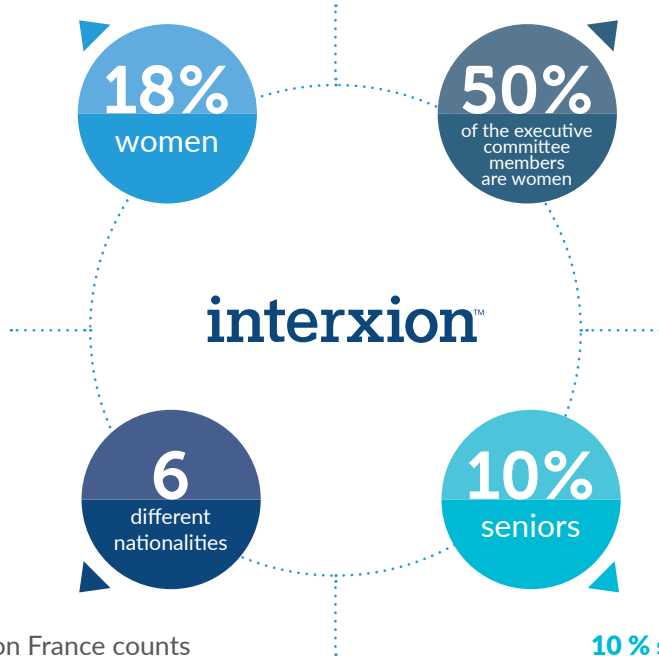 18%
women
50%
of the executive
committee
members
are women
interxion™
6
different
nationalities
10%
seniors
on France counts
10 %